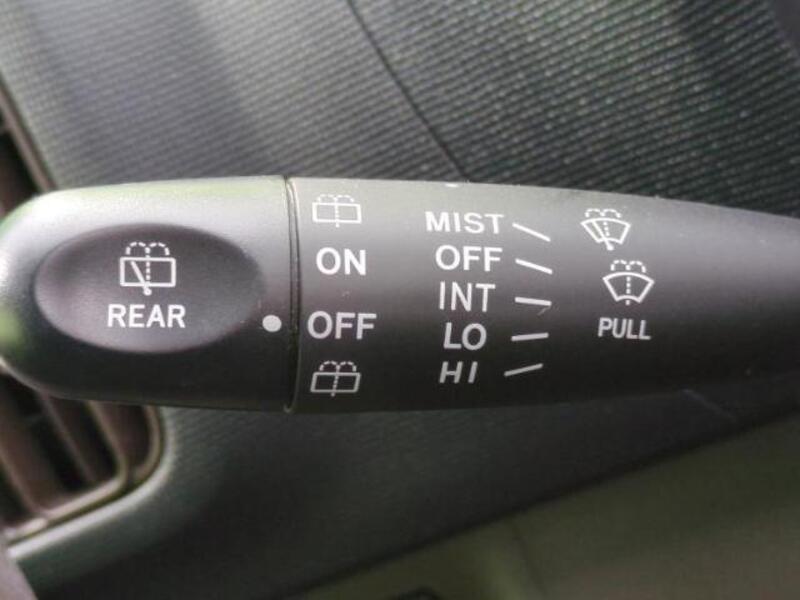 REAR
ON
OFF
MIST
OFF
INT
LO
HI
PULL